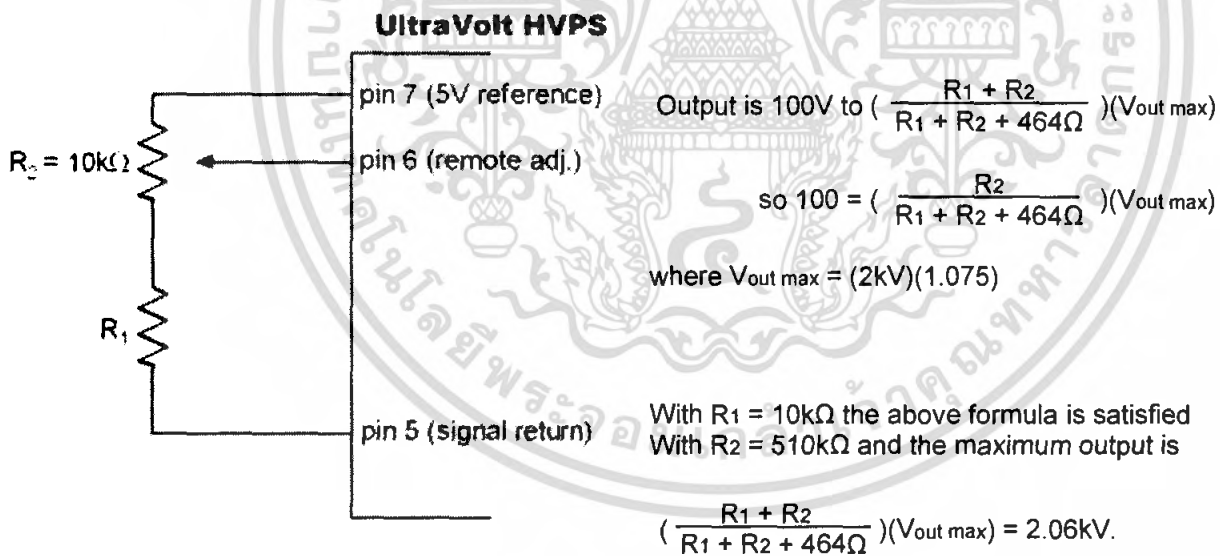 UltraVolt HVPS
pin 7 (5V reference)
Output is 100V to ( R1 + R2 / R1 + R2 + 464Ω )(Vout max)
R2 = 10kΩ
pin 6 (remote adj.)
so 100 = ( R2 / R1 + R2 + 464Ω )(Vout max)
where Vout max = (2kV)(1.075)
R1
pin 5 (signal return)
With R1 = 10kΩ the above formula is satisfied
With R2 = 510kΩ and the maximum output is
( R1 + R2 / R1 + R2 + 464Ω )(Vout max) = 2.06kV.